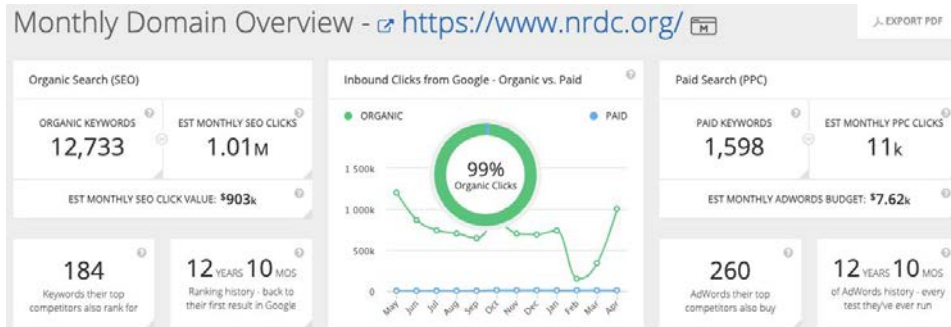 Monthly Domain Overview - https://www.nrdc.org/ M
EXPORT PDF
Organic Search (SEO)
ORGANIC KEYWORDS
12,733
EST MONTHLY SEO CLICKS
1.01M
EST MONTHLY SEO CLICK VALUE: $903k
184
Keywords their top
competitors also rank for
12 YEARS 10 MOS
Ranking history - back to
their first result in Google
Inbound Clicks from Google - Organic vs. Paid
ORGANIC
PAID
99%
Organic Clicks
1 500k
1 000k
500k
0
May Jun Jul Aug Sep Oct Nov Dec Jan Feb Mar Apr
Paid Search (PPC)
PAID KEYWORDS
1,598
EST MONTHLY PPC CLICKS
11k
EST MONTHLY ADWORDS BUDGET: $7.62k
260
AdWords their top
competitors also buy
12 YEARS 10 MOS
of AdWords history - every
test they've ever run